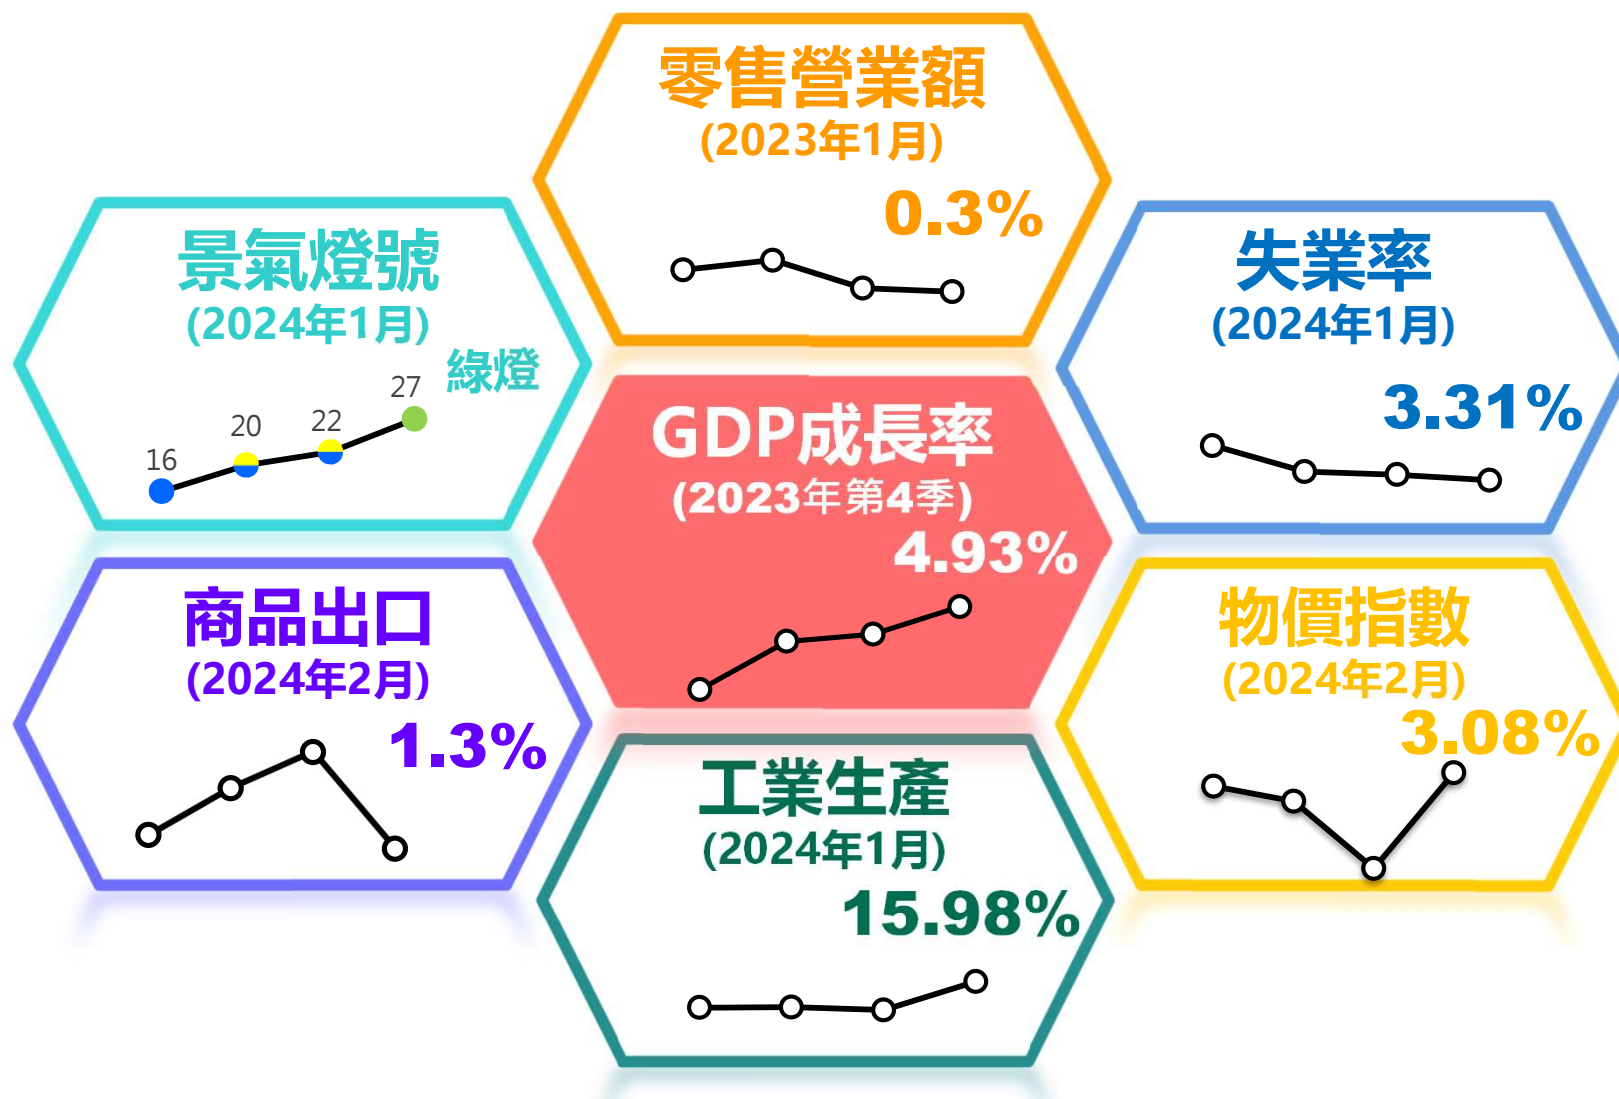 零售營業額
(2023年1月)
0.3%
景氣燈號
(2024年1月)
綠燈
16
20
22
27
失業率
(2024年1月)
3.31%
GDP成長率
(2023年第4季)
4.93%
商品出口
(2024年2月)
1.3%
物價指數
(2024年2月)
3.08%
工業生產
(2024年1月)
15.98%